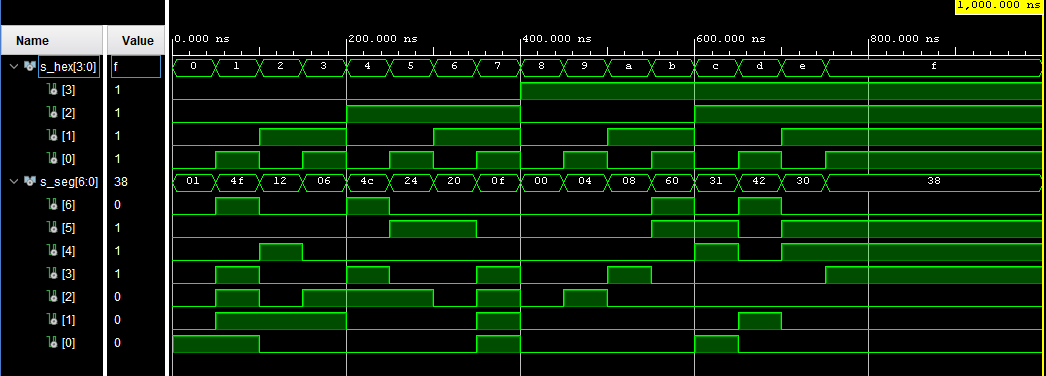 1,000.000 ns
Name Value 0.000 ns 200.000 ns 400.000 ns 600.000 ns 800.000 ns
s_hex[3:0] f 0 1 2 3 4 5 6 7 8 9 a b c d e f
[3] 1
[2] 1
[1] 1
[0] 1
s_seg[6:0] 38 01 4f 12 06 4c 24 20 0f 00 04 08 60 31 42 30 38
[6] 0
[5] 1
[4] 1
[3] 1
[2] 0
[1] 0
[0] 0